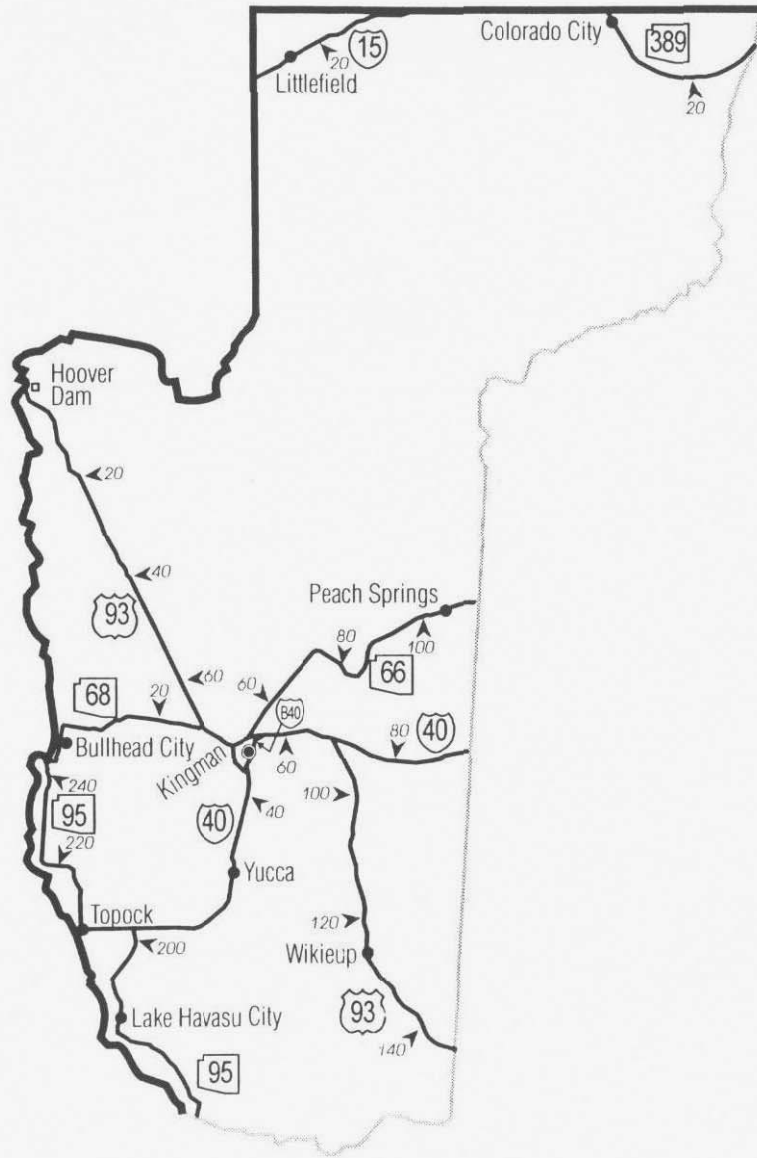 Colorado City
389
15
20
Littlefield
20
Hoover
Dam
20
40
93
Peach Springs
80
100
66
60
68
20
60
B40
80
40
Bullhead City
Kingman
60
240
100
95
40
40
220
Yucca
Topock
120
200
Wikieup
93
Lake Havasu City
140
95